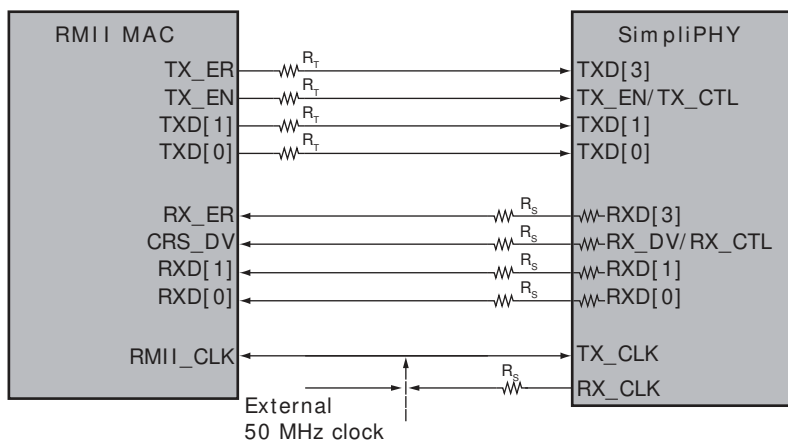 RMII MAC
SimpliPHY
TX_ER
R_T
TXD[3]
TX_EN
R_T
TX_EN/TX_CTL
TXD[1]
R_T
TXD[1]
TXD[0]
R_T
TXD[0]
RX_ER
R_S
RXD[3]
CRS_DV
R_S
RX_DV/RX_CTL
RXD[1]
R_S
RXD[1]
RXD[0]
R_S
RXD[0]
RMII_CLK
TX_CLK
R_S
RX_CLK
External
50 MHz clock